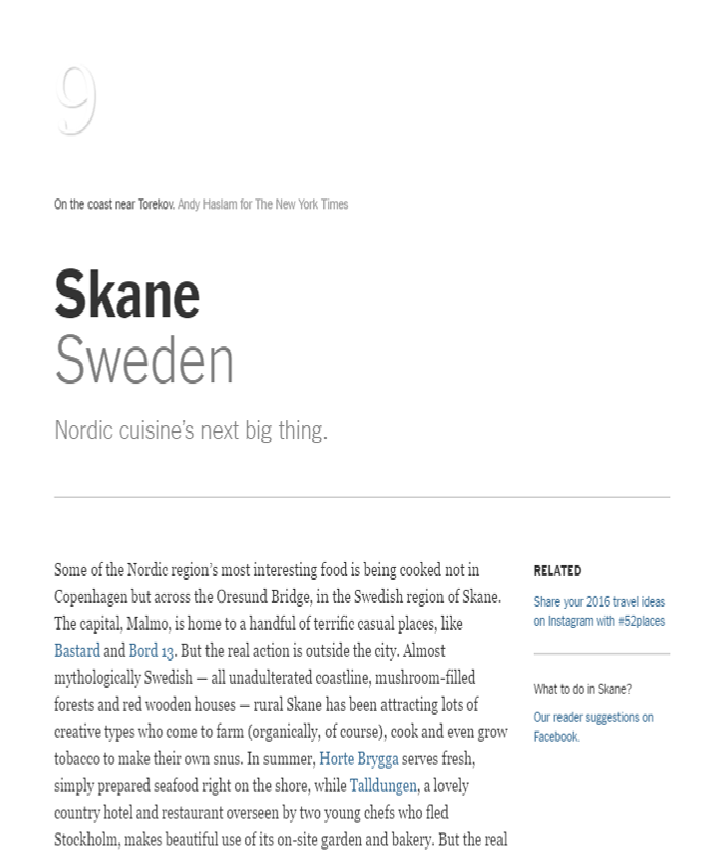 9
On the coast near Torekov. Andy Haslam for The New York Times
Skane
Sweden
Nordic cuisine's next big thing.
Some of the Nordic region's most interesting food is being cooked not in
Copenhagen but across the Oresund Bridge, in the Swedish region of Skane.
The capital, Malmo, is home to a handful of terrific casual places, like
Bastard and Bord 13. But the real action is outside the city. Almost
mythologically Swedish — all unadulterated coastline, mushroom-filled
forests and red wooden houses — rural Skane has been attracting lots of
creative types who come to farm (organically, of course), cook and even grow
tobacco to make their own snus. In summer, Horte Brygga serves fresh,
simply prepared seafood right on the shore, while Talldungen, a lovely
country hotel and restaurant overseen by two young chefs who fled
Stockholm, makes beautiful use of its on-site garden and bakery. But the real
RELATED
Share your 2016 travel ideas
on Instagram with #52places
What to do in Skane?
Our reader suggestions on
Facebook.